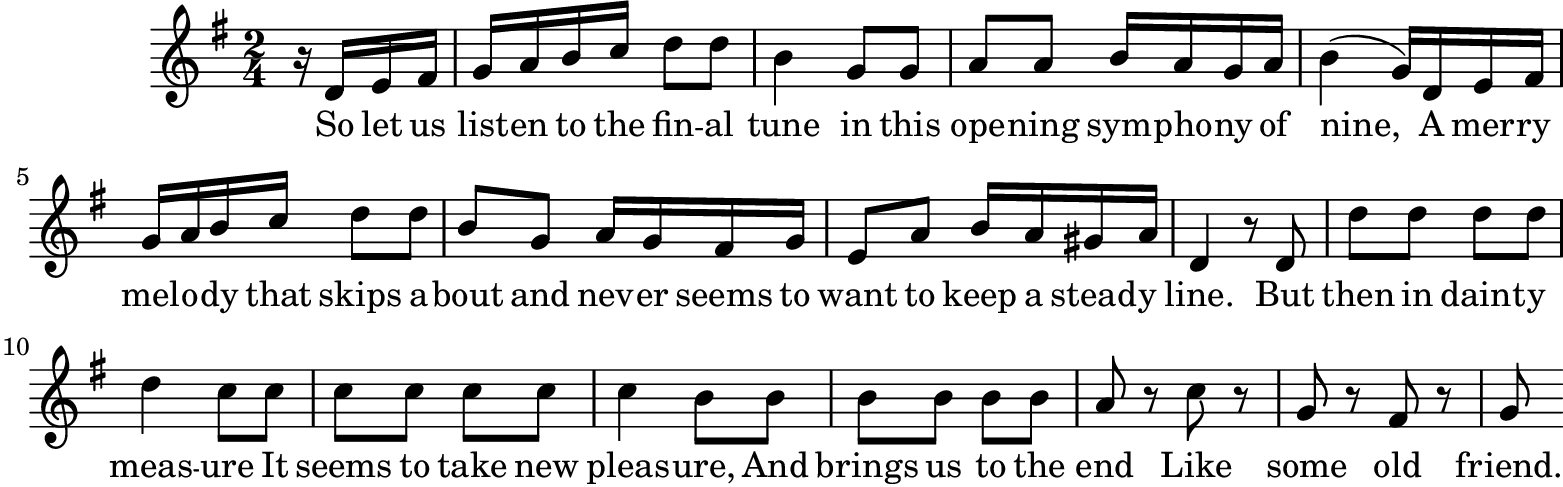 2
4
So let us listen to the fin-al tune in this opening symphony of nine, A merry
5
melody that skips about and never seems to want to keep a steady line. But then in dainty
10
meas-ure It seems to take new pleasure, And brings us to the end Like some old friend.